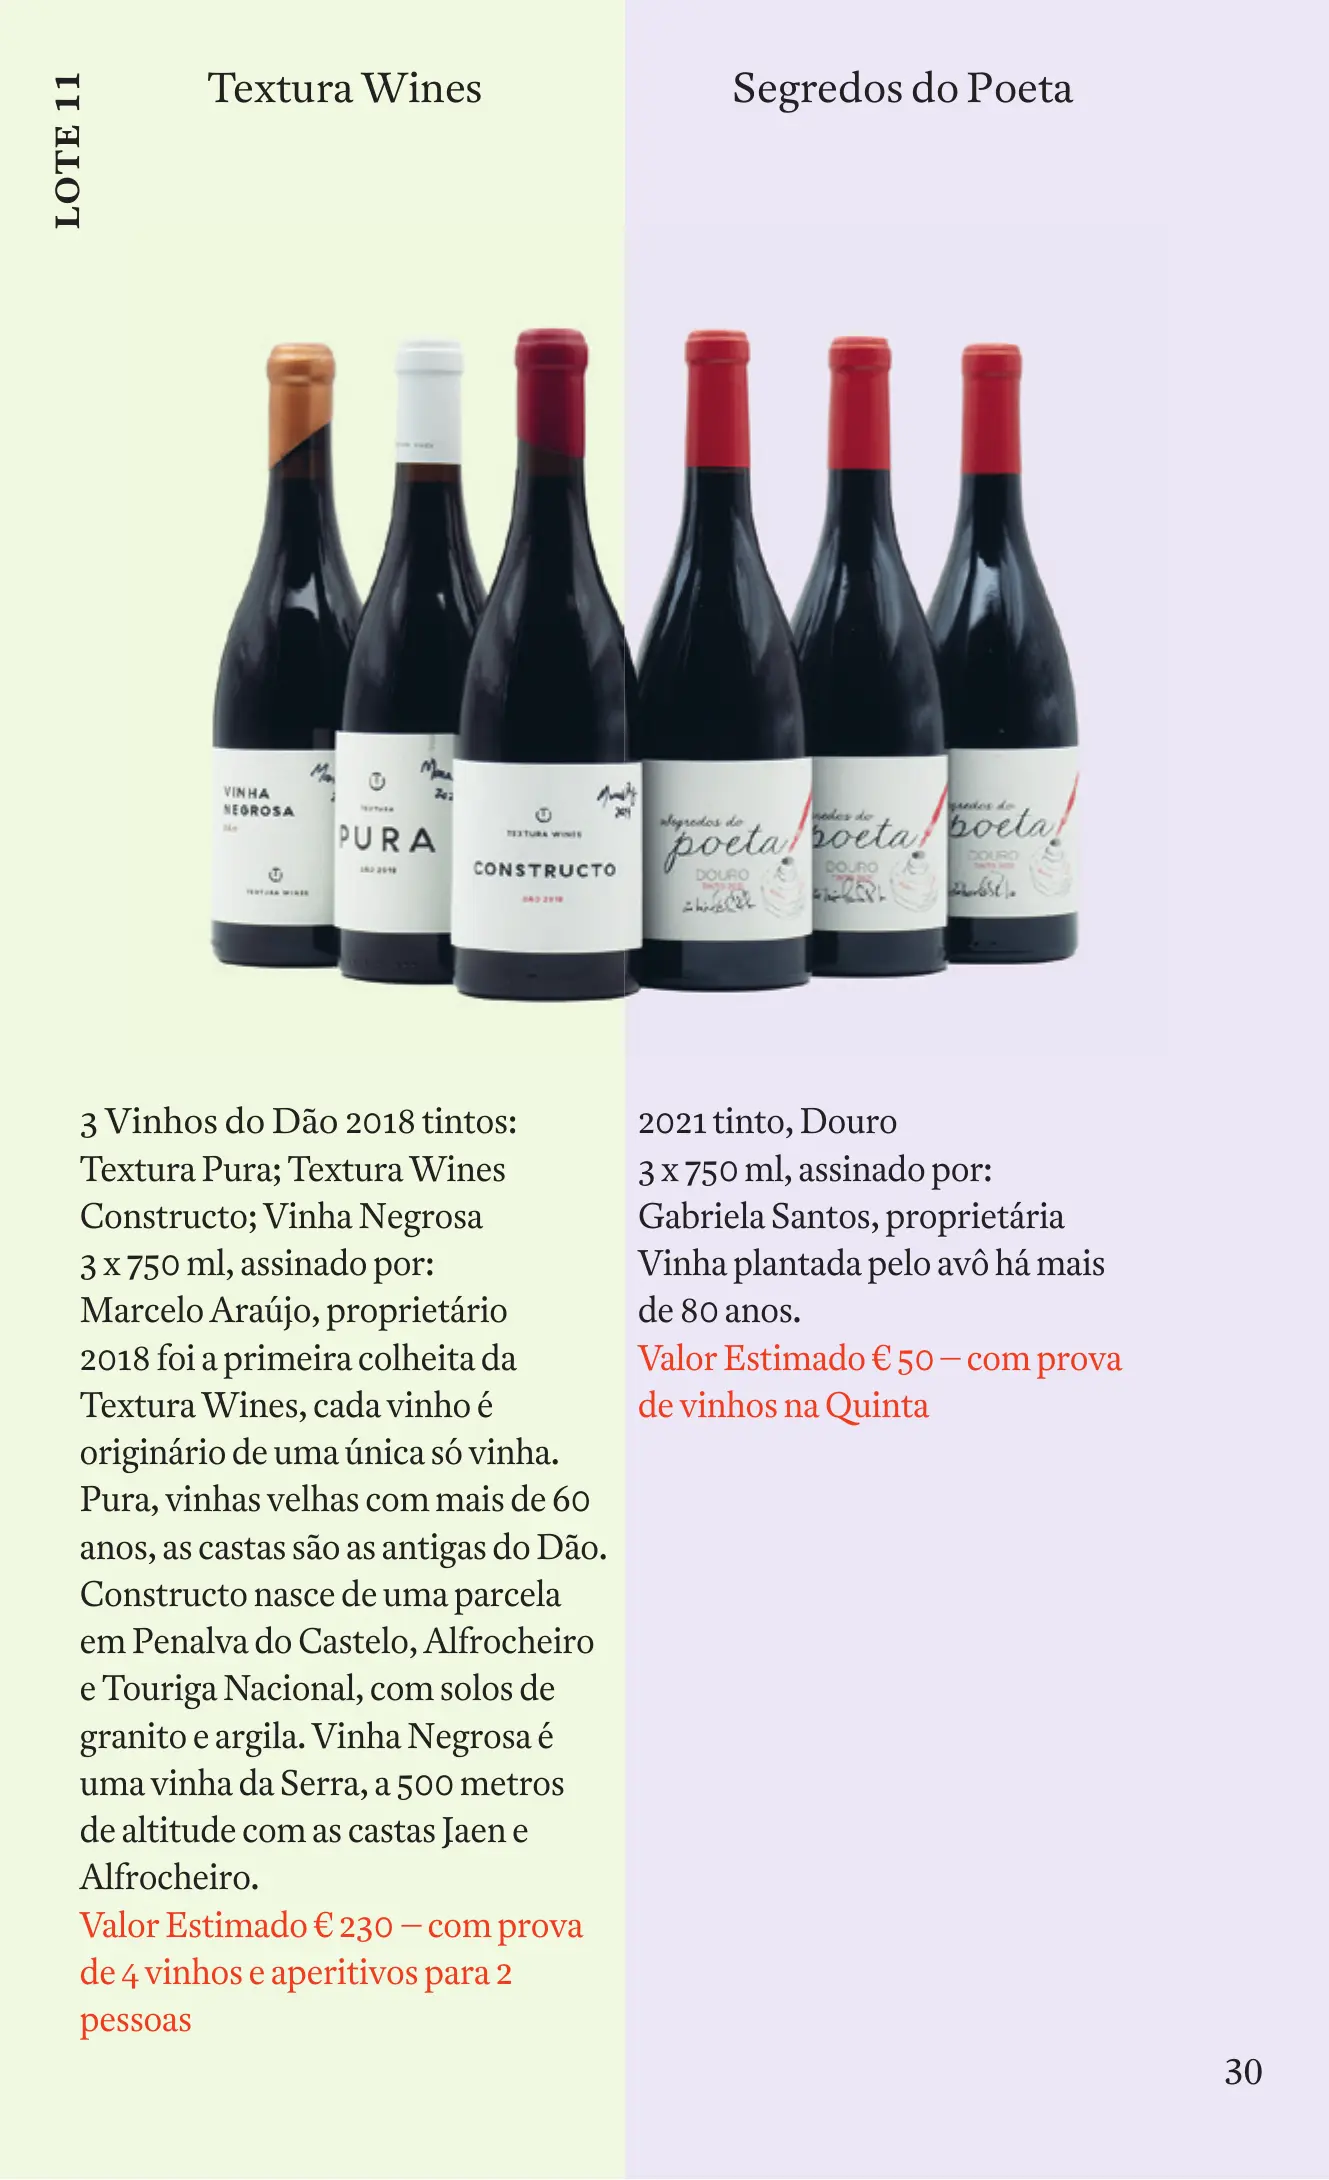 LOTE 11
Textura Wines
Segredos do Poeta
VINHA
NEGROSA
DÃO
TEXTURA WINES
TEXTURA
PURA
DÃO 2018
TEXTURA WINES
CONSTRUCTO
DÃO 2018
Segredos do
poeta
DOURO
TINTO 2021
poeta
DOURO
poeta
DOURO
3 Vinhos do Dão 2018 tintos:
Textura Pura; Textura Wines
Constructo; Vinha Negrosa
3 x 750 ml, assinado por:
Marcelo Araújo, proprietário
2018 foi a primeira colheita da
Textura Wines, cada vinho é
originário de uma única só vinha.
Pura, vinhas velhas com mais de 60
anos, as castas são as antigas do Dão.
Constructo nasce de uma parcela
em Penalva do Castelo, Alfrocheiro
e Touriga Nacional, com solos de
granito e argila. Vinha Negrosa é
uma vinha da Serra, a 500 metros
de altitude com as castas Jaen e
Alfrocheiro.
Valor Estimado € 230 – com prova
de 4 vinhos e aperitivos para 2
pessoas
2021 tinto, Douro
3 x 750 ml, assinado por:
Gabriela Santos, proprietária
Vinha plantada pelo avô há mais
de 80 anos.
Valor Estimado € 50 – com prova
de vinhos na Quinta
30